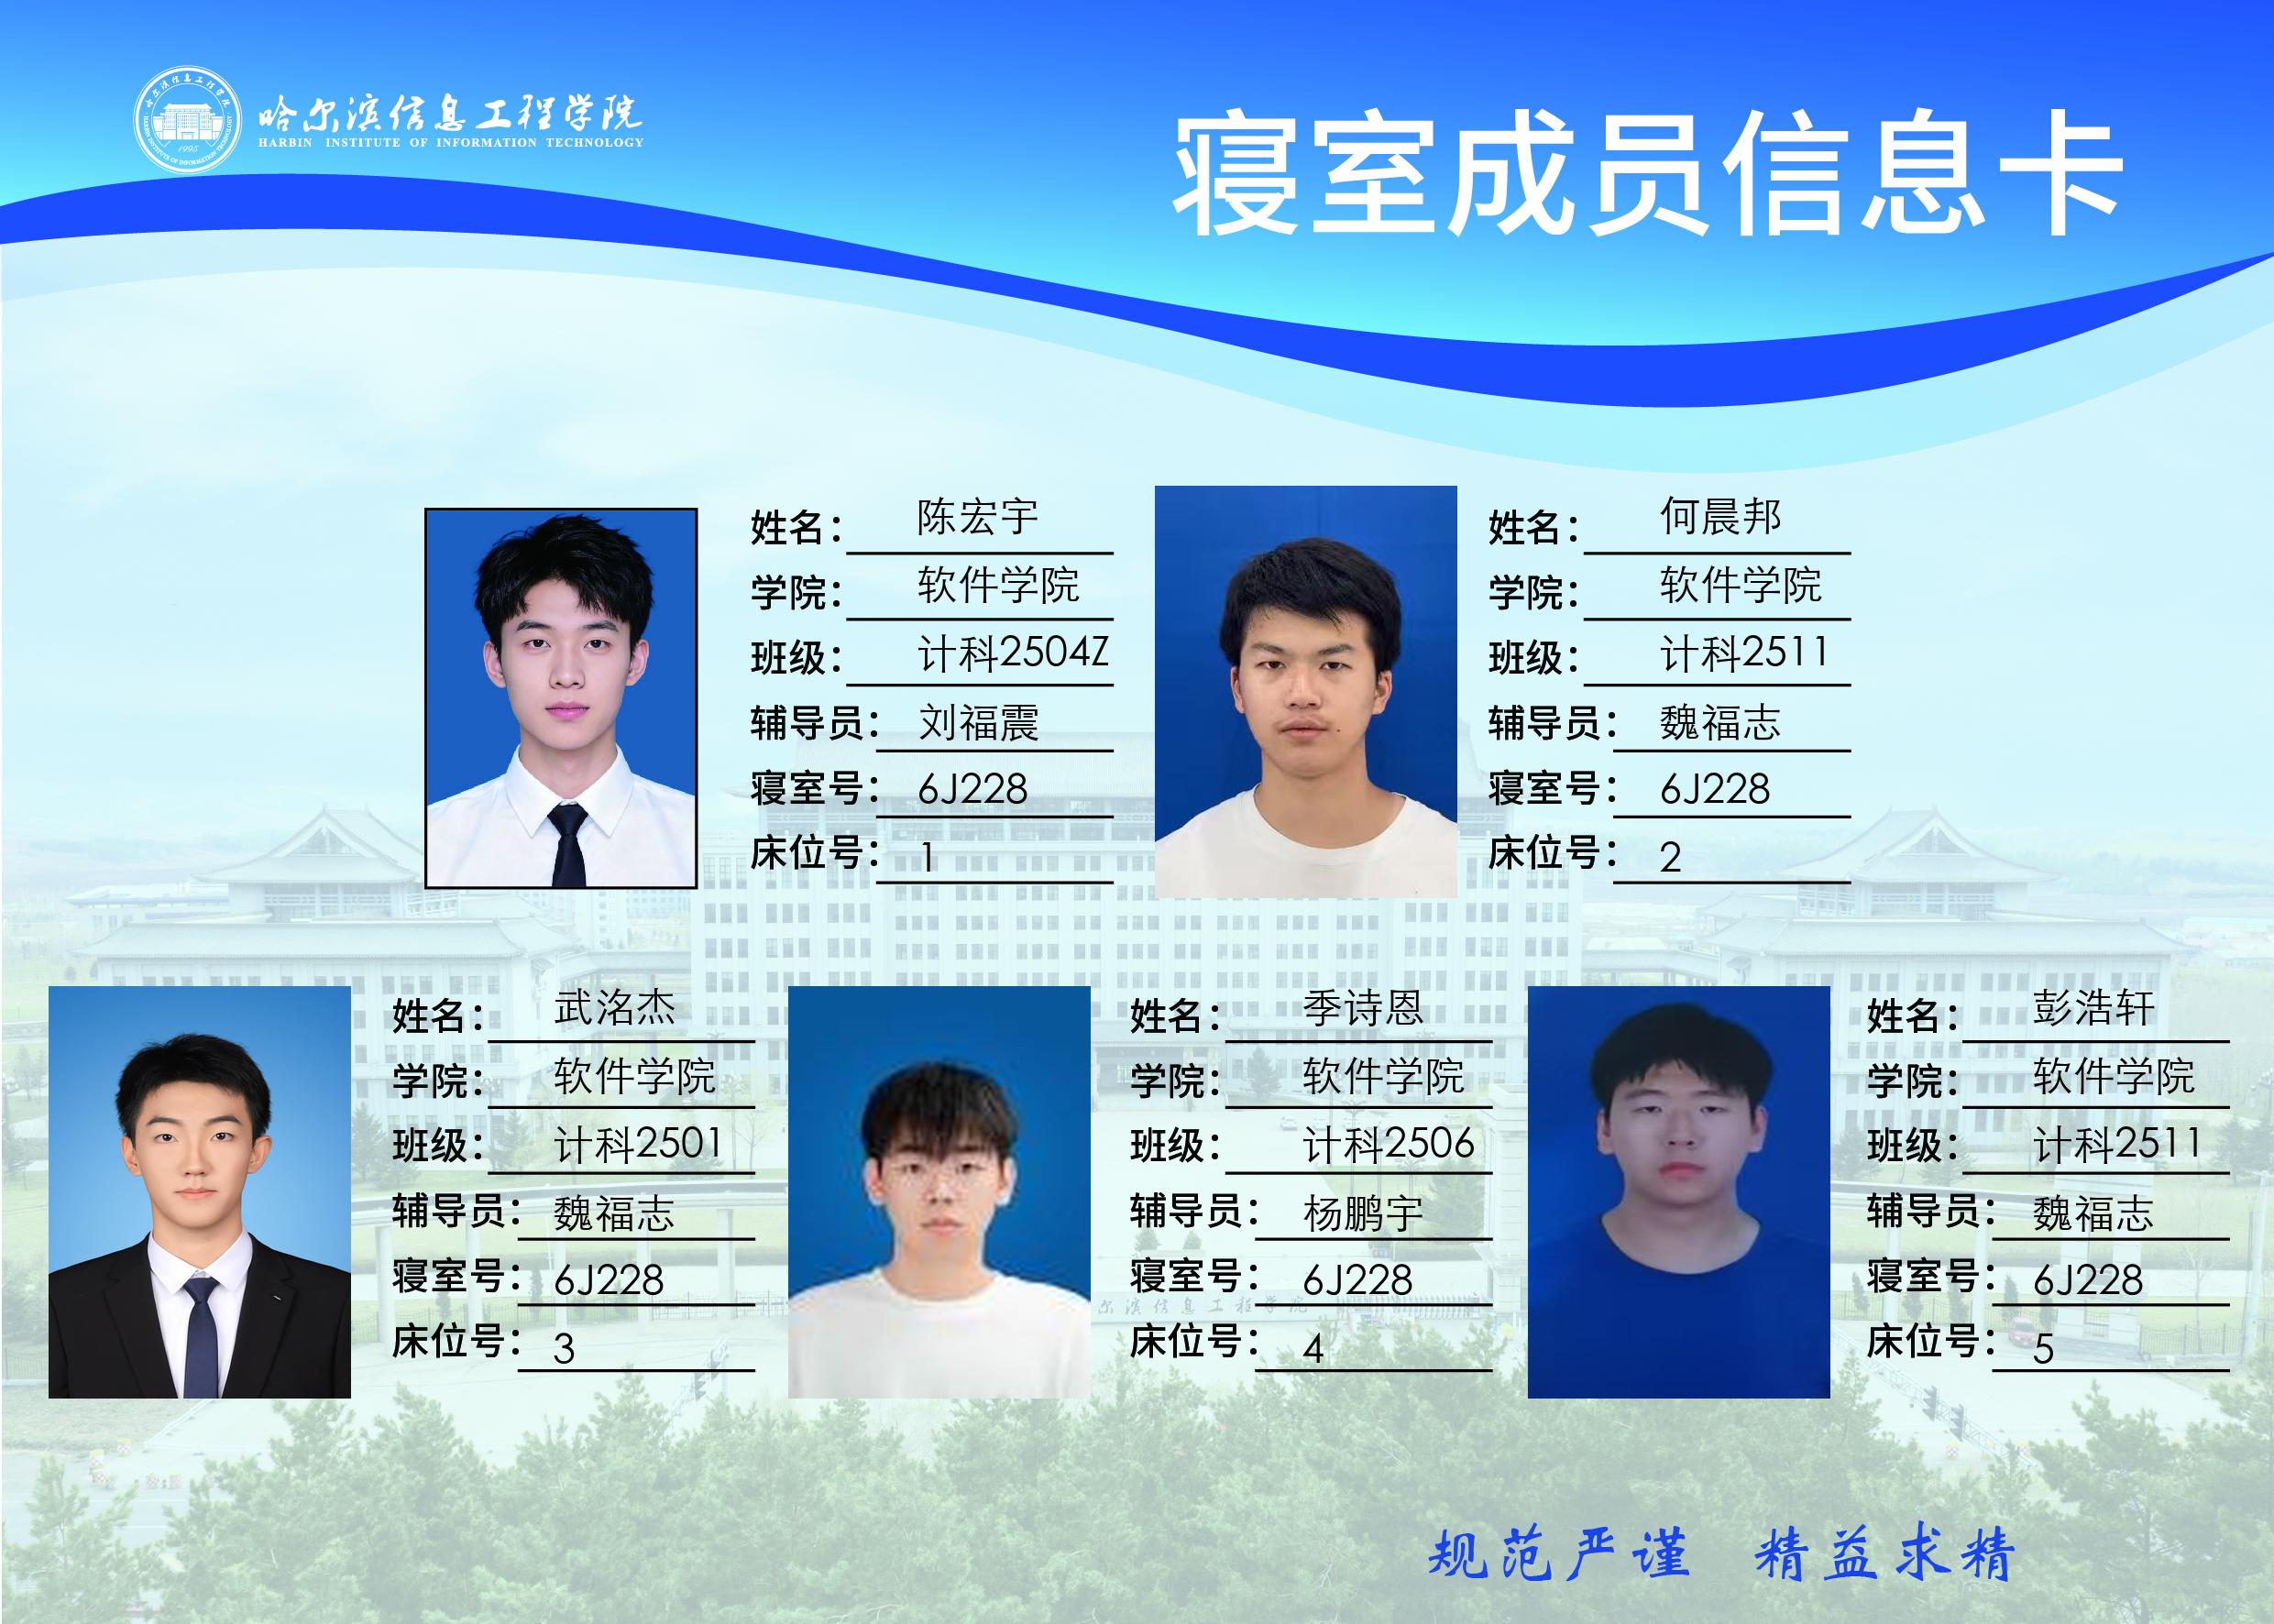 哈尔滨信息工程学院
HARBIN INSTITUTE OF INFORMATION TECHNOLOGY
1995
寝室成员信息卡
姓名：陈宏宇
学院：软件学院
班级：计科2504Z
辅导员：刘福震
寝室号：6J228
床位号：1
姓名：何晨邦
学院：软件学院
班级：计科2511
辅导员：魏福志
寝室号：6J228
床位号：2
姓名：武洺杰
学院：软件学院
班级：计科2501
辅导员：魏福志
寝室号：6J228
床位号：3
姓名：季诗恩
学院：软件学院
班级：计科2506
辅导员：杨鹏宇
寝室号：6J228
床位号：4
姓名：彭浩轩
学院：软件学院
班级：计科2511
辅导员：魏福志
寝室号：6J228
床位号：5
尔滨信息工程学院
规范严谨 精益求精